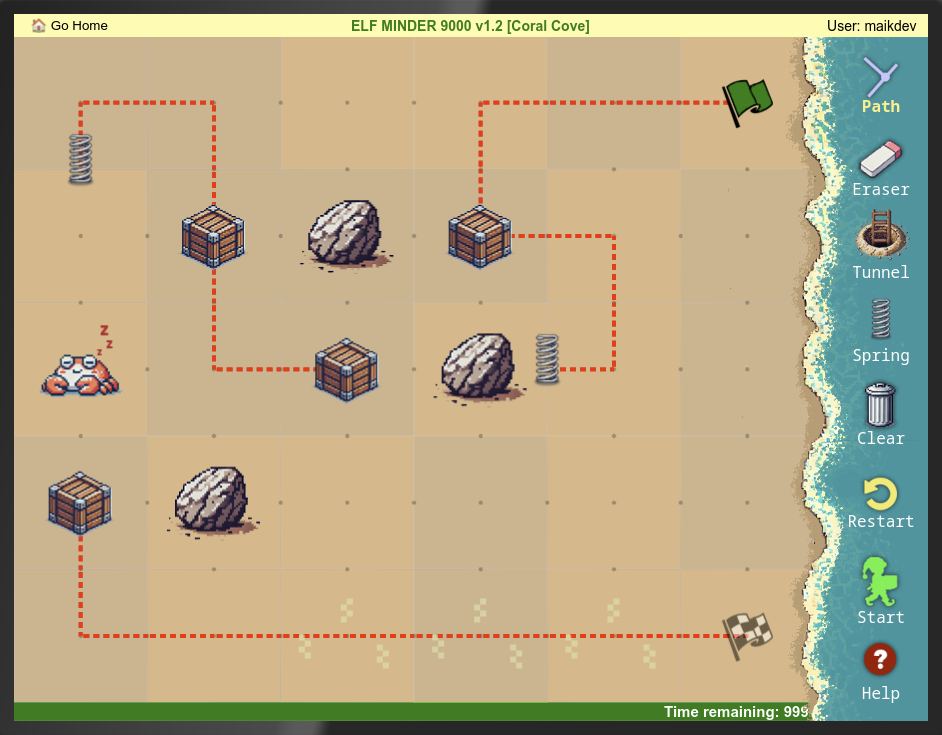 Go Home
ELF MINDER 9000 v1.2 [Coral Cove]
User: maikdev
Path
Eraser
Tunnel
z
z
z
Spring
Clear
Restart
Start
?
Help
Time remaining: 999